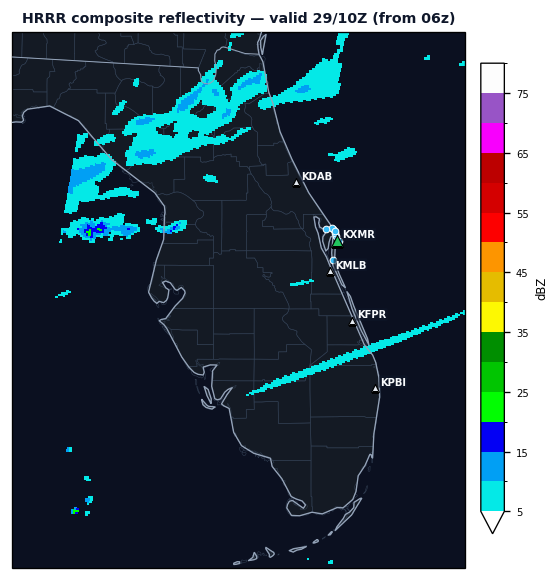 HRRR composite reflectivity — valid 29/10Z (from 06z)
75
65
55
45
35
25
15
5
dBZ
KDAB
KXMR
KMLB
KFPR
KPBI